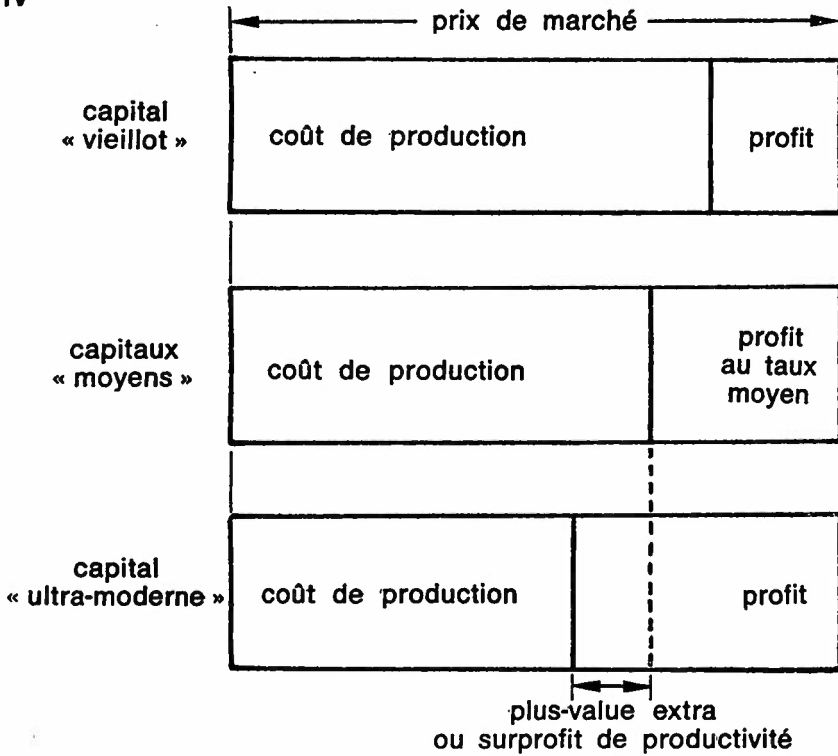 IV
prix de marché
capital
« vieillot »
coût de production
profit
capitaux
« moyens »
coût de production
profit
au taux
moyen
capital
« ultra-moderne »
coût de production
profit
plus-value extra
ou surprofit de productivité